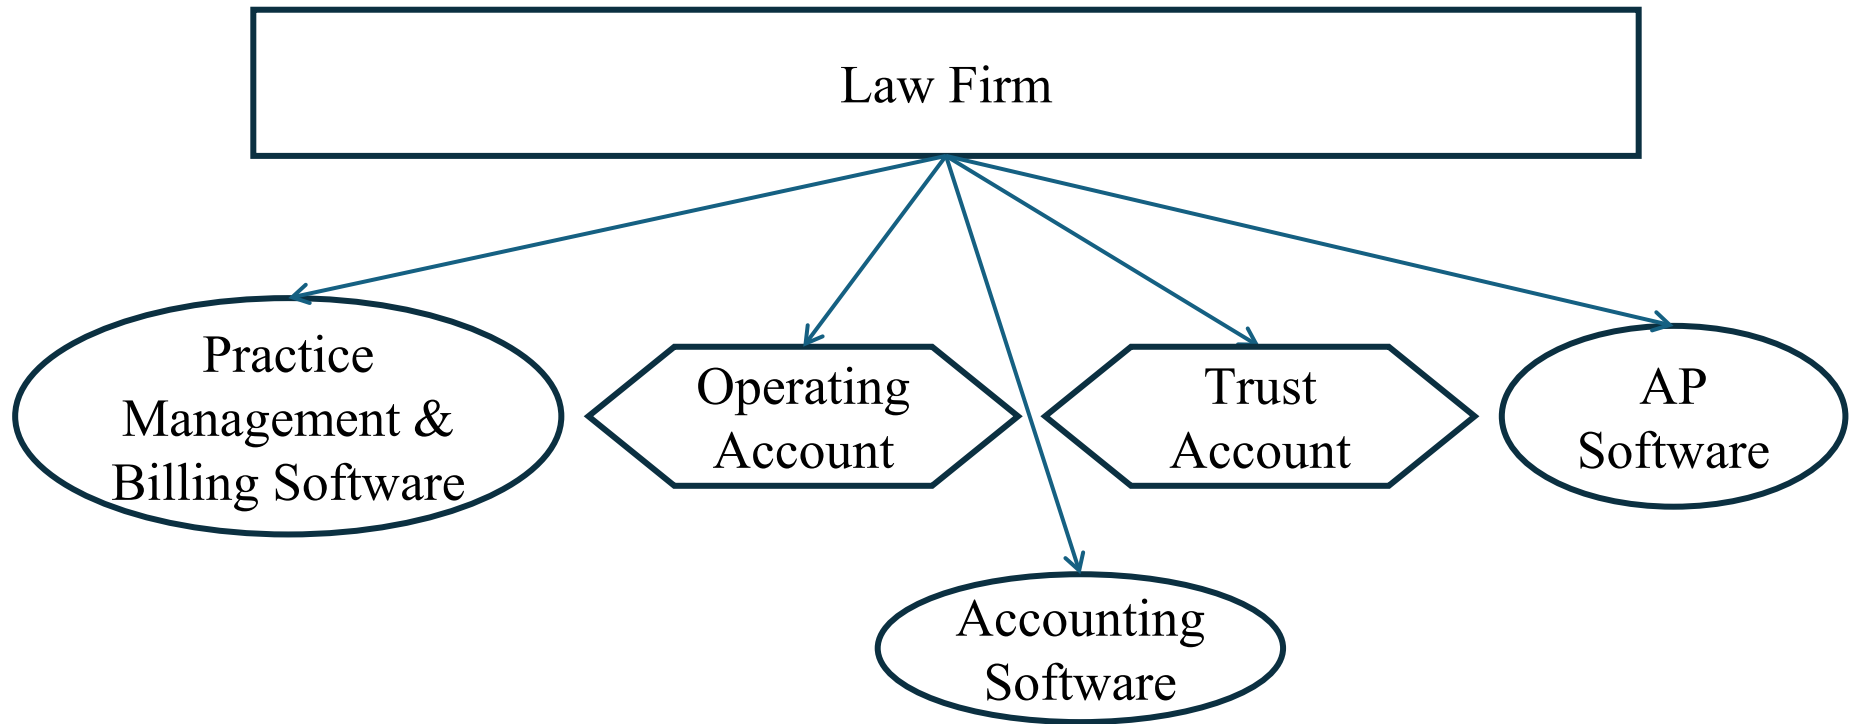 Law Firm
Practice
Management &
Billing Software
Operating
Account
Trust
Account
AP
Software
Accounting
Software